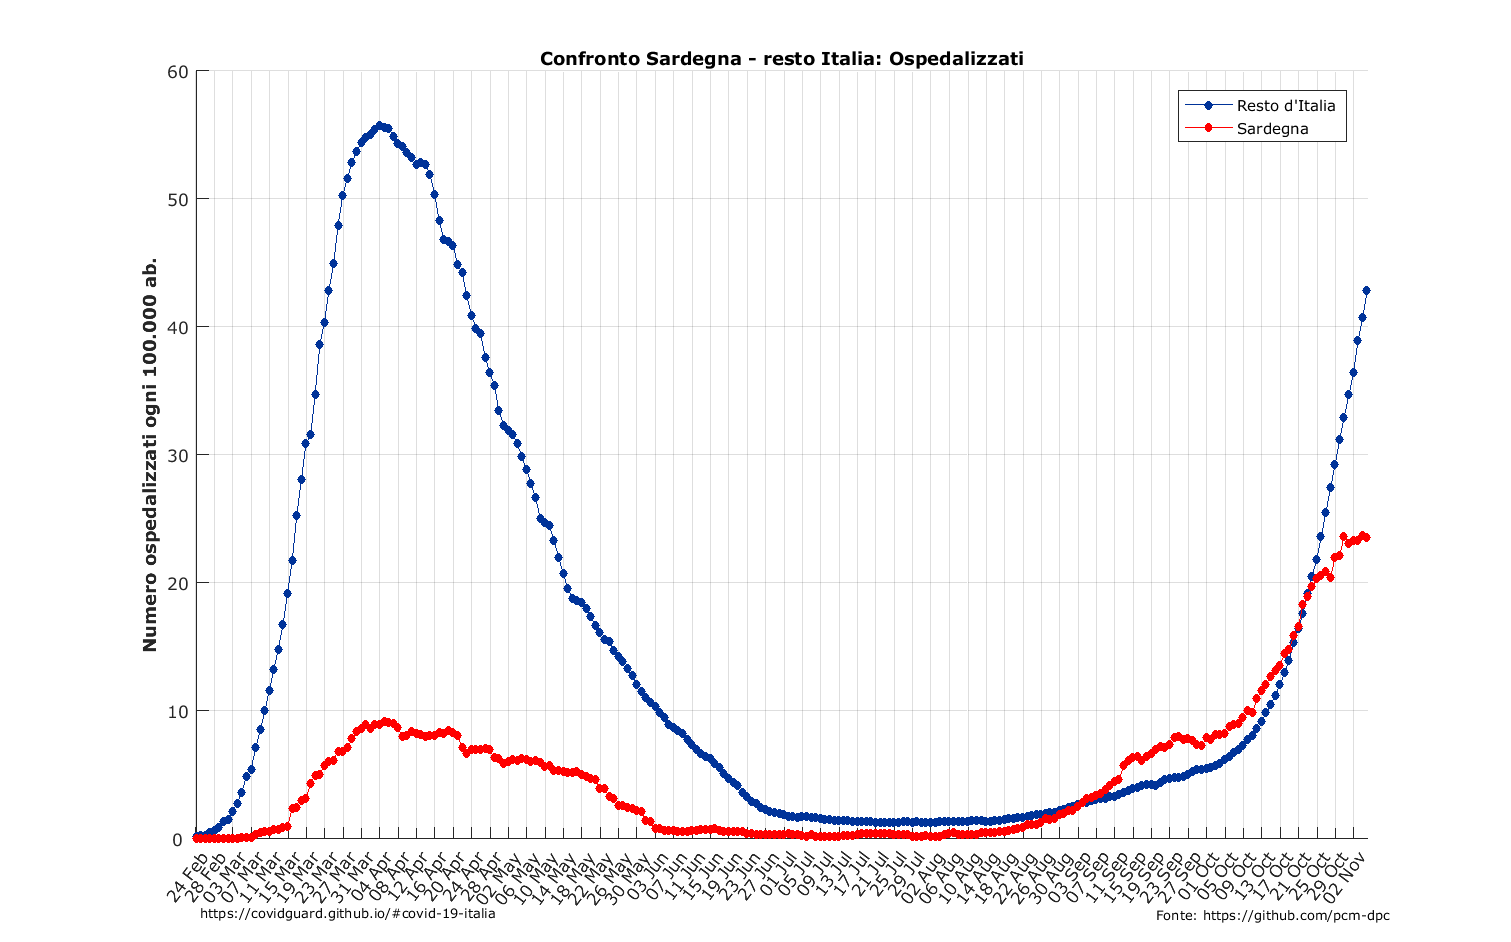 Confronto Sardegna - resto Italia: Ospedalizzati
Numero ospedalizzati ogni 100.000 ab.
60
50
40
30
20
10
0
Resto d'Italia
Sardegna
24 Feb
28 Feb
03 Mar
07 Mar
11 Mar
15 Mar
19 Mar
23 Mar
27 Mar
31 Mar
04 Apr
08 Apr
12 Apr
16 Apr
20 Apr
24 Apr
28 Apr
02 May
06 May
10 May
14 May
18 May
22 May
26 May
30 May
03 Jun
07 Jun
11 Jun
15 Jun
19 Jun
23 Jun
27 Jun
01 Jul
05 Jul
09 Jul
13 Jul
17 Jul
21 Jul
25 Jul
29 Jul
02 Aug
06 Aug
10 Aug
14 Aug
18 Aug
22 Aug
26 Aug
30 Aug
03 Sep
07 Sep
11 Sep
15 Sep
19 Sep
23 Sep
27 Sep
01 Oct
05 Oct
09 Oct
13 Oct
17 Oct
21 Oct
25 Oct
29 Oct
02 Nov
https://covidguard.github.io/#covid-19-italia
Fonte: https://github.com/pcm-dpc